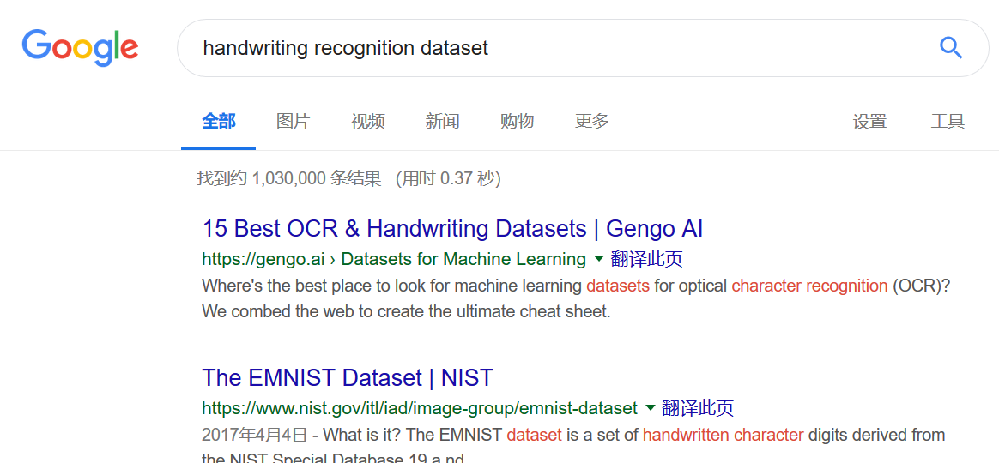 Google
handwriting recognition dataset
全部 图片 视频 新闻 购物 更多 设置 工具
找到约 1,030,000 条结果 (用时 0.37 秒)
15 Best OCR & Handwriting Datasets | Gengo AI
https://gengo.ai › Datasets for Machine Learning 翻译此页
Where's the best place to look for machine learning datasets for optical character recognition (OCR)?
We combed the web to create the ultimate cheat sheet.
The EMNIST Dataset | NIST
https://www.nist.gov/itl/iad/image-group/emnist-dataset 翻译此页
2017年4月4日 - What is it? The EMNIST dataset is a set of handwritten character digits derived from
the NIST Special Database 19 a nd